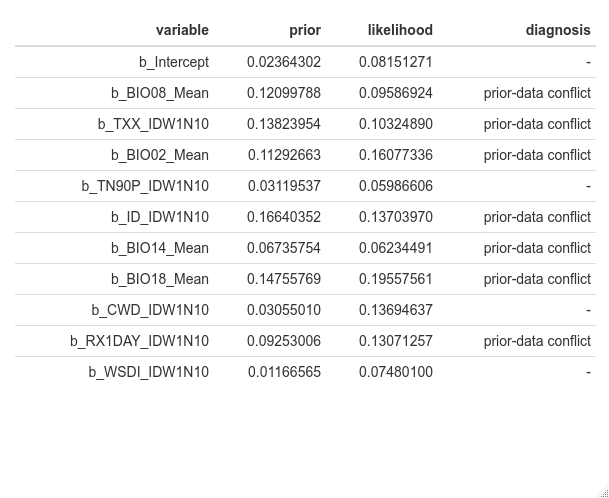 variable prior likelihood diagnosis
b_Intercept 0.02364302 0.08151271 -
b_BIO08_Mean 0.12099788 0.09586924 prior-data conflict
b_TXX_IDW1N10 0.13823954 0.10324890 prior-data conflict
b_BIO02_Mean 0.11292663 0.16077336 prior-data conflict
b_TN90P_IDW1N10 0.03119537 0.05986606 -
b_ID_IDW1N10 0.16640352 0.13703970 prior-data conflict
b_BIO14_Mean 0.06735754 0.06234491 prior-data conflict
b_BIO18_Mean 0.14755769 0.19557561 prior-data conflict
b_CWD_IDW1N10 0.03055010 0.13694637 -
b_RX1DAY_IDW1N10 0.09253006 0.13071257 prior-data conflict
b_WSDI_IDW1N10 0.01166565 0.07480100 -